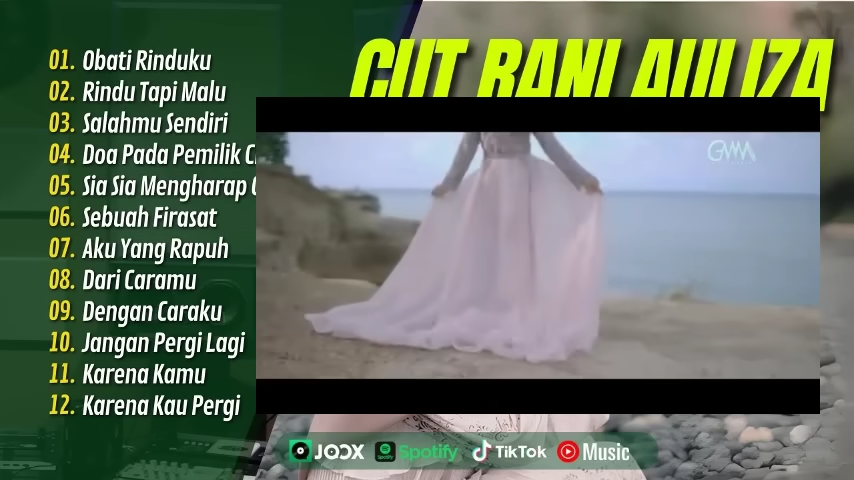 CUT RANI AULIZA
01. Obati Rinduku
02. Rindu Tapi Malu
03. Salahmu Sendiri
04. Doa Pada Pemilik
05. Sia Sia Mengharap
06. Sebuah Firasat
07. Aku Yang Rapuh
08. Dari Caramu
09. Dengan Caraku
10. Jangan Pergi Lagi
11. Karena Kamu
12. Karena Kau Pergi
GMA
JOOX Spotify Spotify TikTok Music